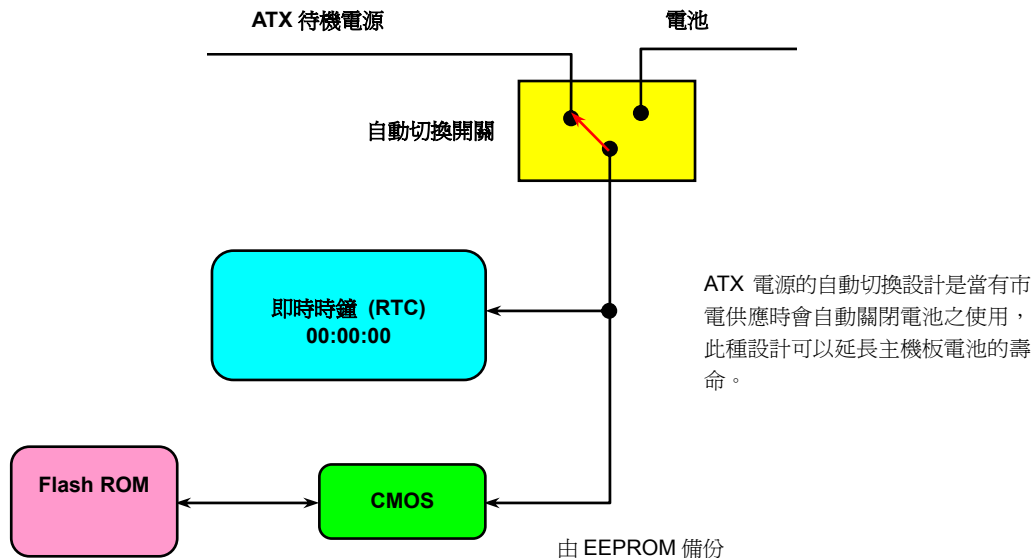 ATX 待機電源
電池
自動切換開關
即時時鐘 (RTC)
00:00:00
ATX 電源的自動切換設計是當有市
電供應時會自動關閉電池之使用，
此種設計可以延長主機板電池的壽
命。
Flash ROM
CMOS
由 EEPROM 備份